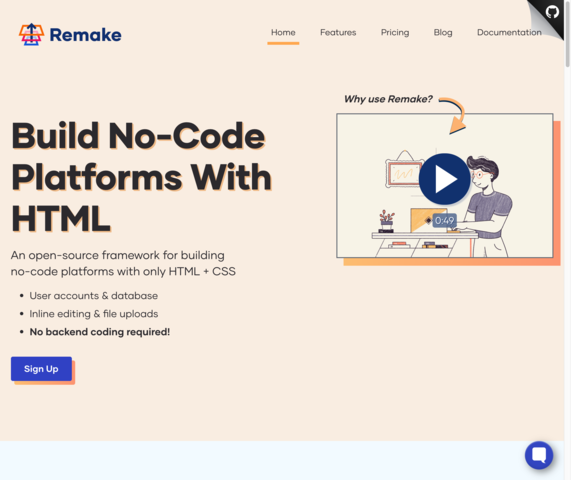 Remake
Home
Features
Pricing
Blog
Documentation
Why use Remake?
Build No-Code
Platforms With
HTML
0:49
An open-source framework for building
no-code platforms with only HTML + CSS
User accounts & database
Inline editing & file uploads
No backend coding required!
Sign Up